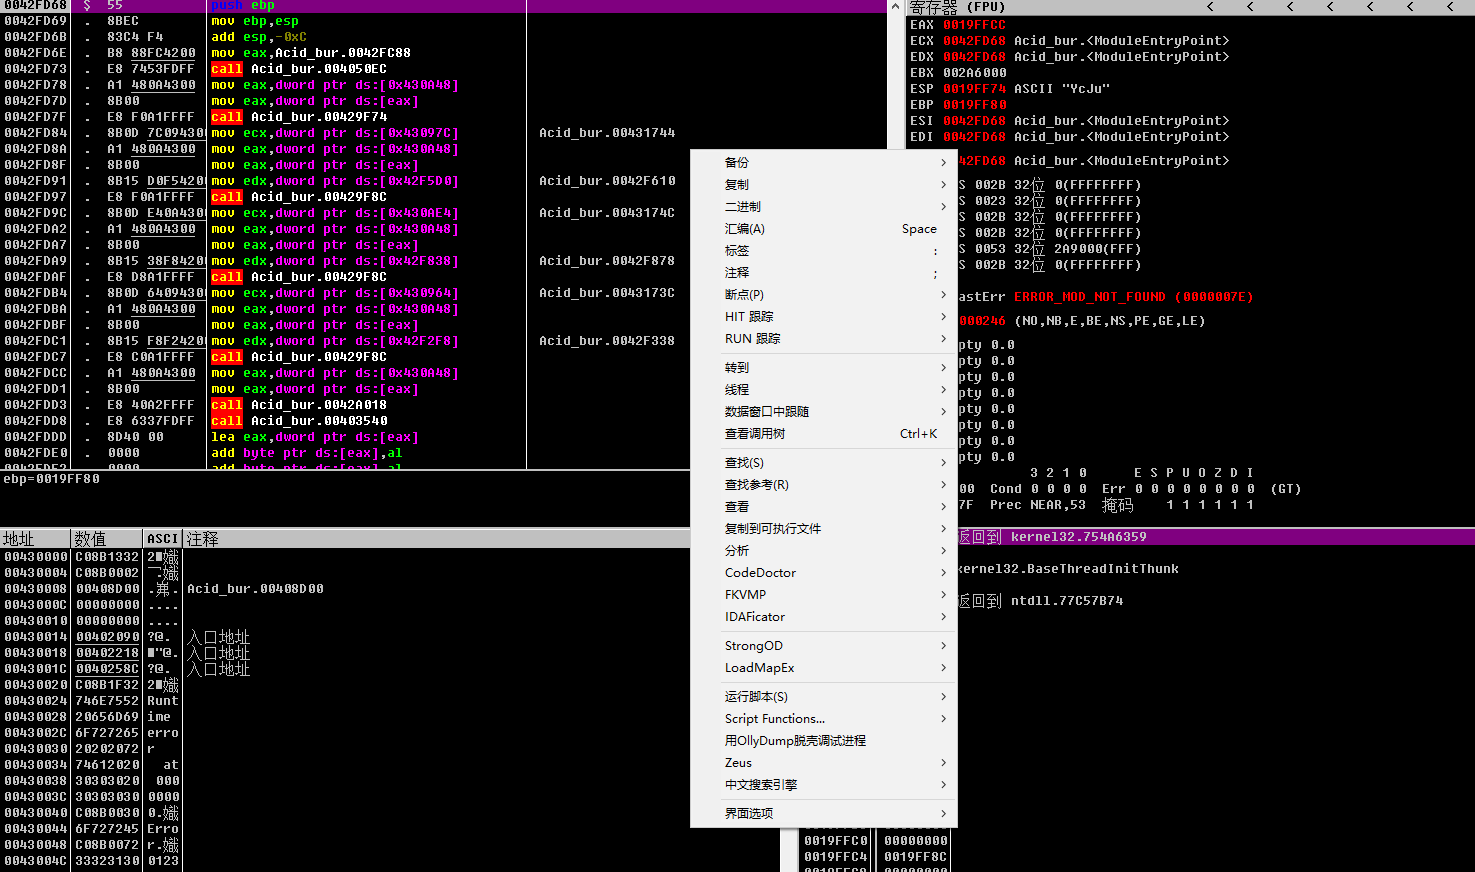 0042FD68 $ 55 push ebp
0042FD69 . 8BEC mov ebp,esp
0042FD6B . 83C4 F4 add esp,-0xC
0042FD6E . B8 88FC4200 mov eax,Acid_bur.0042FC88
0042FD73 . E8 7453FDFF call Acid_bur.004050EC
0042FD78 . A1 480A4300 mov eax,dword ptr ds:[0x430A48]
0042FD7D . 8B00 mov eax,dword ptr ds:[eax]
0042FD7F . E8 F0A1FFFF call Acid_bur.00429F74
0042FD84 . 8B0D 7C094300 mov ecx,dword ptr ds:[0x43097C] Acid_bur.00431744
0042FD8A . A1 480A4300 mov eax,dword ptr ds:[0x430A48]
0042FD8F . 8B00 mov eax,dword ptr ds:[eax]
0042FD91 . 8B15 D0F54200 mov edx,dword ptr ds:[0x42F5D0] Acid_bur.0042F610
0042FD97 . E8 F0A1FFFF call Acid_bur.00429F8C
0042FD9C . 8B0D E40A4300 mov ecx,dword ptr ds:[0x430AE4] Acid_bur.0043174C
0042FDA2 . A1 480A4300 mov eax,dword ptr ds:[0x430A48]
0042FDA7 . 8B00 mov eax,dword ptr ds:[eax]
0042FDA9 . 8B15 38F84200 mov edx,dword ptr ds:[0x42F838] Acid_bur.0042F878
0042FDAF . E8 D8A1FFFF call Acid_bur.00429F8C
0042FDB4 . 8B0D 64094300 mov ecx,dword ptr ds:[0x430964] Acid_bur.0043173C
0042FDBA . A1 480A4300 mov eax,dword ptr ds:[0x430A48]
0042FDBF . 8B00 mov eax,dword ptr ds:[eax]
0042FDC1 . 8B15 F8F24200 mov edx,dword ptr ds:[0x42F2F8] Acid_bur.0042F338
0042FDC7 . E8 C0A1FFFF call Acid_bur.00429F8C
0042FDCC . A1 480A4300 mov eax,dword ptr ds:[0x430A48]
0042FDD1 . 8B00 mov eax,dword ptr ds:[eax]
0042FDD3 . E8 40A2FFFF call Acid_bur.0042A018
0042FDD8 . E8 6337FDFF call Acid_bur.00403540
0042FDDD . 8D40 00 lea eax,dword ptr ds:[eax]
0042FDE0 . 0000 add byte ptr ds:[eax],al
0042FDE2 . 0000 add byte ptr ds:[eax],al
ebp=0019FF80
寄存器 (FPU) < < < < < < <
EAX 0019FFCC
ECX 0042FD68 Acid_bur.<ModuleEntryPoint>
EDX 0042FD68 Acid_bur.<ModuleEntryPoint>
EBX 002A6000
ESP 0019FF74 ASCII "YcJu"
EBP 0019FF80
ESI 0042FD68 Acid_bur.<ModuleEntryPoint>
EDI 0042FD68 Acid_bur.<ModuleEntryPoint>
042FD68 Acid_bur.<ModuleEntryPoint>
S 002B 32位 0(FFFFFFFF)
S 0023 32位 0(FFFFFFFF)
S 002B 32位 0(FFFFFFFF)
S 002B 32位 0(FFFFFFFF)
S 0053 32位 2A9000(FFF)
S 002B 32位 0(FFFFFFFF)
astErr ERROR_MOD_NOT_FOUND (0000007E)
000246 (NO,NB,E,BE,NS,PE,GE,LE)
pty 0.0
pty 0.0
pty 0.0
pty 0.0
pty 0.0
pty 0.0
pty 0.0
pty 0.0
3 2 1 0 E S P U O Z D I
00 Cond 0 0 0 0 Err 0 0 0 0 0 0 0 0 (GT)
7F Prec NEAR,53 掩码 1 1 1 1 1 1
备份
复制
二进制
汇编(A) Space
标签 :
注释 ;
断点(P)
HIT 跟踪
RUN 跟踪
转到
线程
数据窗口中跟随
查看调用树 Ctrl+K
查找(S)
查找参考(R)
查看
复制到可执行文件
分析
CodeDoctor
FKVMP
IDAFicator
StrongOD
LoadMapEx
运行脚本(S)
Script Functions...
用OllyDump脱壳调试进程
Zeus
中文搜索引擎
界面选项
地址 数值 ASCI 注释
00430000 C08B1332
00430004 C08B0002
00430008 00408D00 Acid_bur.00408D00
0043000C 00000000 ....
00430010 00000000 ....
00430014 00402090 ?@. 入口地址
00430018 00402218 "@. 入口地址
0043001C 0040258C ?@. 入口地址
00430020 C08B1F32
00430024 746E7552 Runt
00430028 20656D69 ime
0043002C 6F727265 erro
00430030 20202072 r
00430034 74612020 at
00430038 30303020 000
0043003C 30303030 0000
00430040 C08B0030
00430044 6F727245 Erro
00430048 C08B0072
0043004C 33323130 0123
返回到 kernel32.754A6359
kernel32.BaseThreadInitThunk
返回到 ntdll.77C57B74
0019FFC0 00000000
0019FFC4 0019FF8C